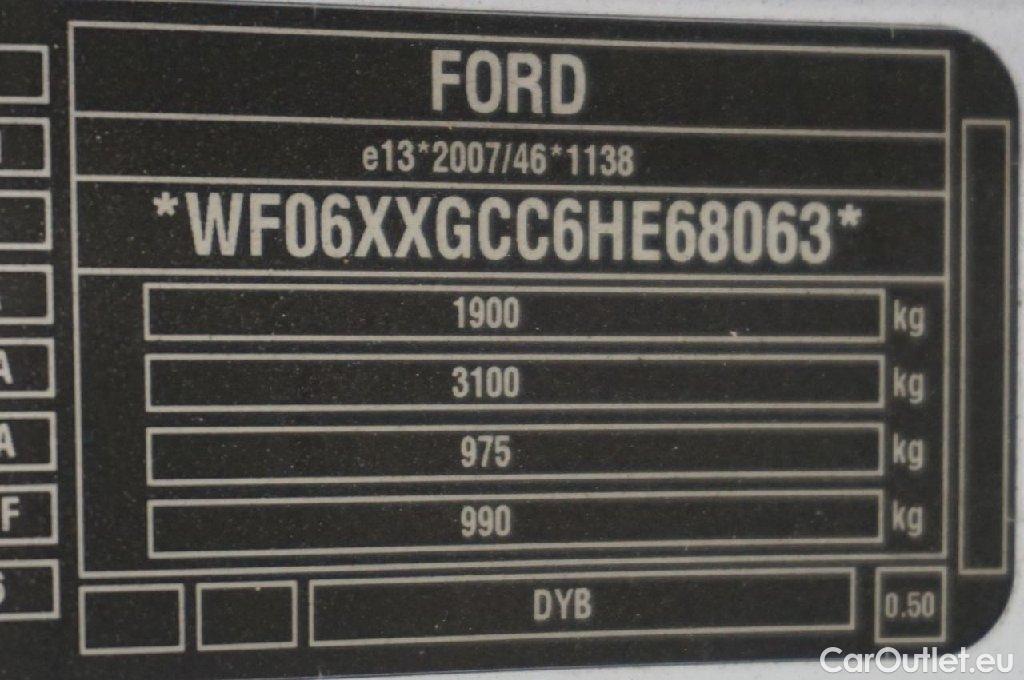 FORD
e13*2007/46*1138
*WF06XXGCC6HE68063*
1900 kg
3100 kg
A
975 kg
A
990 kg
F
DYB 0.50
CarOutlet.eu